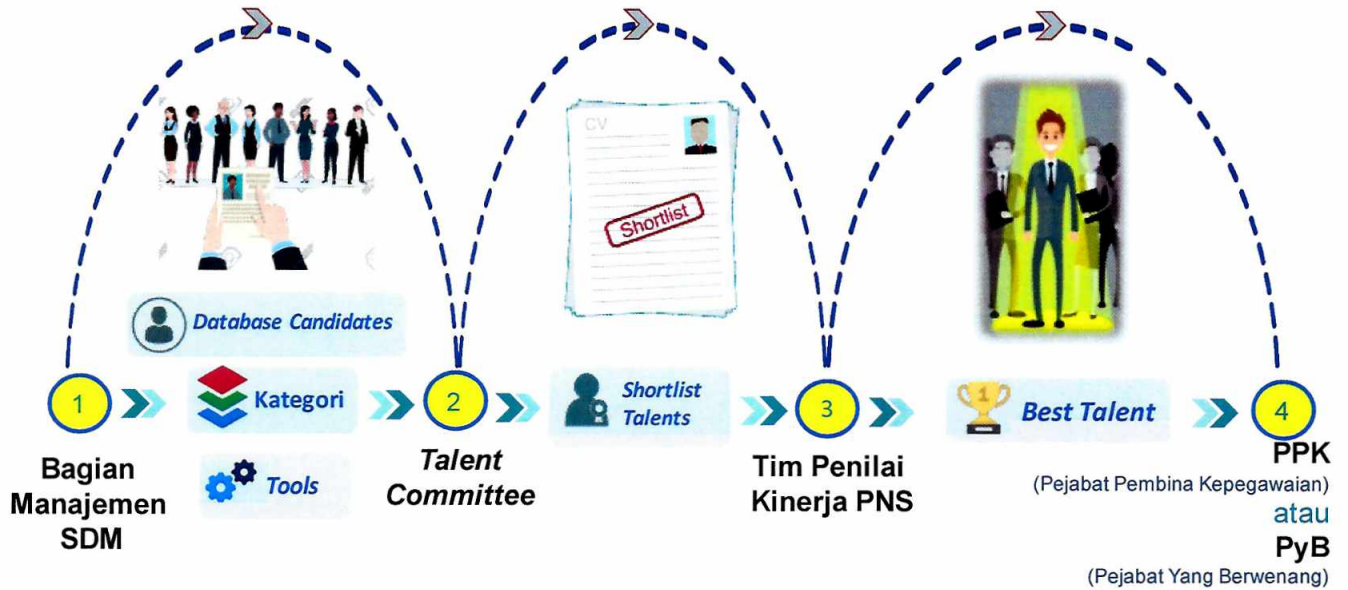 CV
Shortlist
Database Candidates
1
Kategori
2
Shortlist
Talents
3
1
Best Talent
4
Bagian
Manajemen
SDM
Tools
Talent
Committee
Tim Penilai
Kinerja PNS
PPK
(Pejabat Pembina Kepegawaian)
atau
PyB
(Pejabat Yang Berwenang)